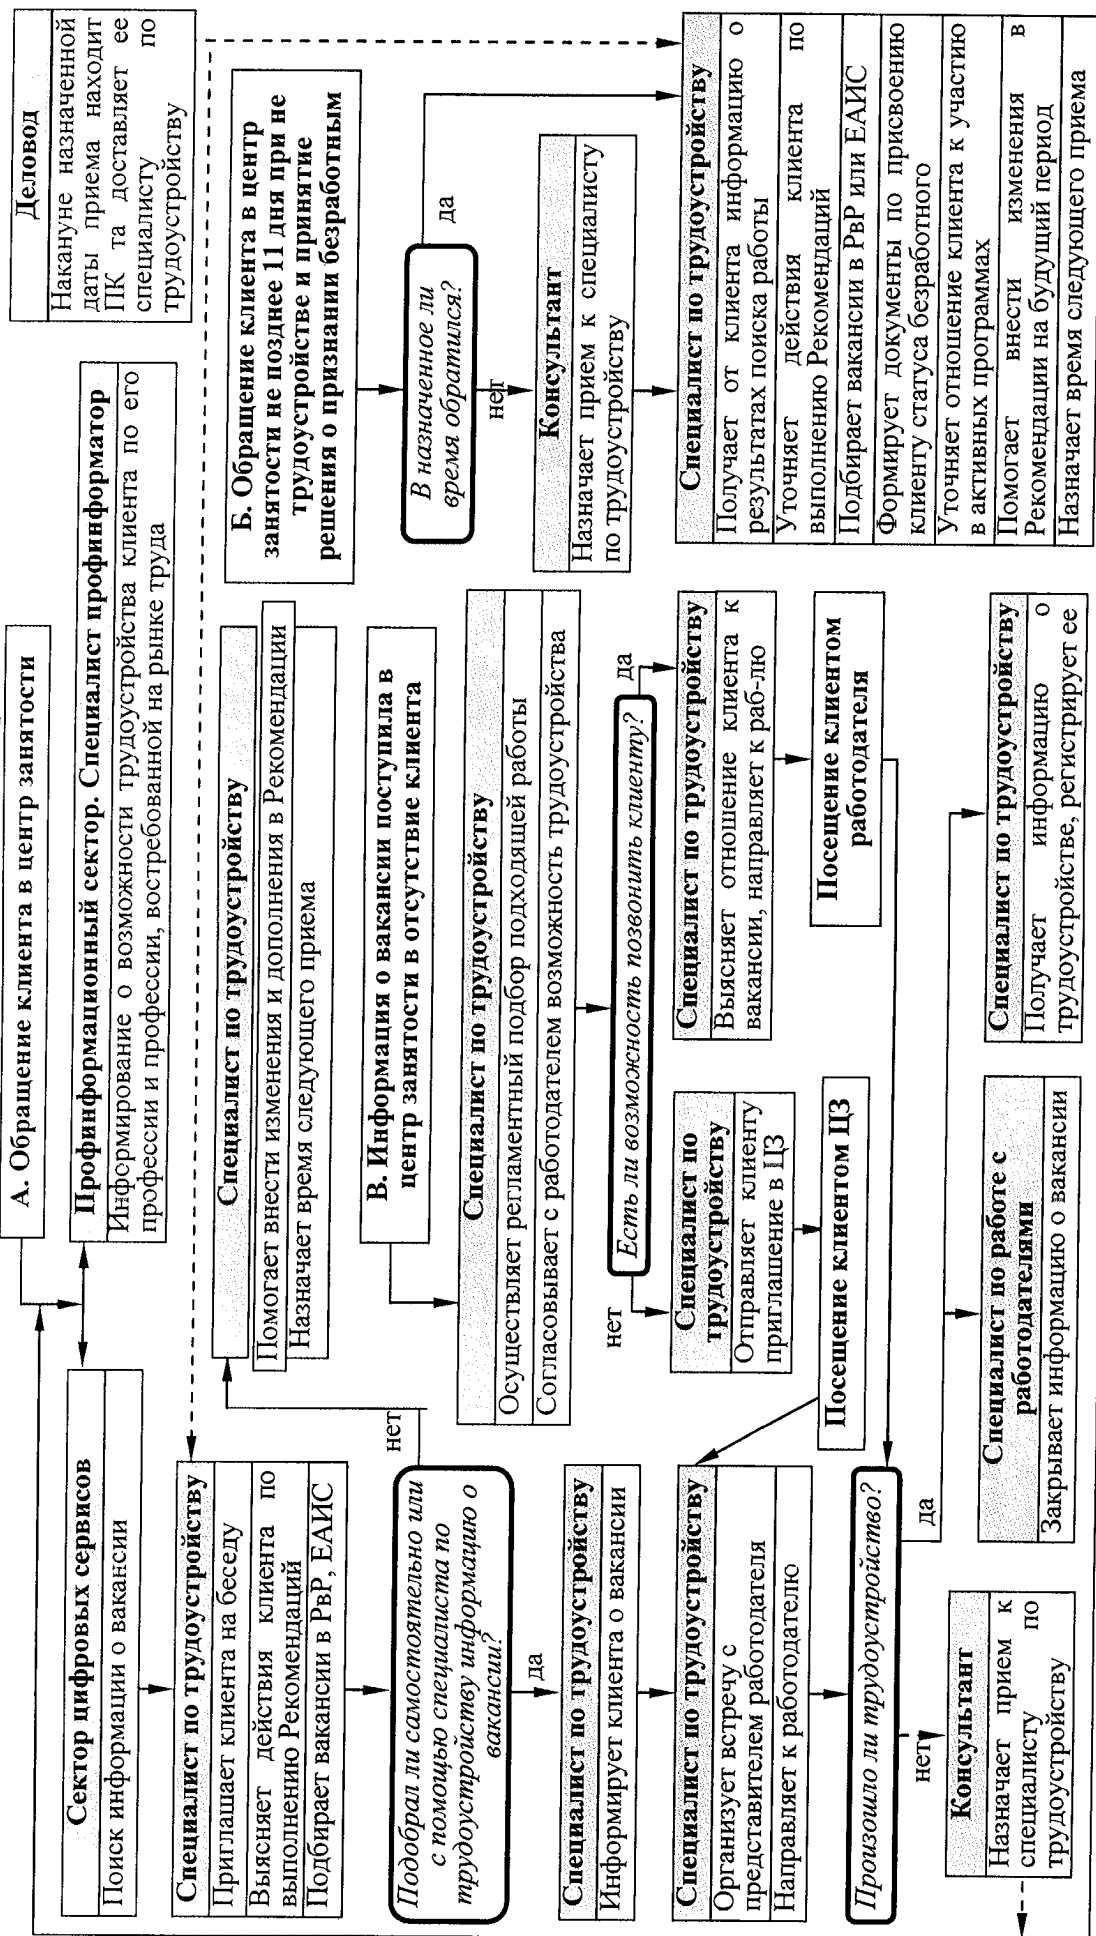 А. Обращение клиента в центр занятости
Сектор цифровых сервисов
Поиск информации о вакансии
Профинформационный сектор. Специалист профинформатор
Информирование о возможности трудоустройства клиента по его
профессии и профессии, востребованной на рынке труда
Деловод
Накануне назначенной
даты приема находит
ПК та доставляет ее
специалисту по
трудоустройству
Специалист по трудоустройству
Приглашает клиента на беседу
Выясняет действия клиента по
выполнению Рекомендаций
Подбирает вакансии в РвР, ЕАИС
Подобрал ли самостоятельно или
с помощью специалиста по
трудоустройству информацию о
вакансии?
нет
да
Специалист по трудоустройству
Помогает внести изменения и дополнения в Рекомендации
Назначает время следующего приема
Специалист по трудоустройству
Информирует клиента о вакансии
Специалист по трудоустройству
Организует встречу с
представителем работодателя
Направляет к работодателю
Произошло ли трудоустройство?
нет
да
Консультант
Назначает прием к
специалисту по
трудоустройству
Специалист по работе с
работодателями
Закрывает информацию о вакансии
Специалист по трудоустройству
Получает информацию о
трудоустройстве, регистрирует ее
В. Информация о вакансии поступила в
центр занятости в отсутствие клиента
Специалист по трудоустройству
Осуществляет регламентный подбор подходящей работы
Согласовывает с работодателем возможность трудоустройства
Есть ли возможность позвонить клиенту?
нет
да
Специалист по
трудоустройству
Отправляет клиенту
приглашение в ЦЗ
Посещение клиентом ЦЗ
Специалист по трудоустройству
Выясняет отношение клиента к
вакансии, направляет к раб-лю
Посещение клиентом
работодателя
Б. Обращение клиента в центр
занятости не позднее 11 дня при не
трудоустройстве и принятие
решения о признании безработным
В назначенное ли
время обратился?
нет
да
Консультант
Назначает прием к специалисту
по трудоустройству
Специалист по трудоустройству
Получает от клиента информацию о
результатах поиска работы
Уточняет действия клиента по
выполнению Рекомендаций
Подбирает вакансии в РвР или ЕАИС
Формирует документы по присвоению
клиенту статуса безработного
Уточняет отношение клиента к участию
в активных программах
Помогает внести изменения в
Рекомендации на будущий период
Назначает время следующего приема